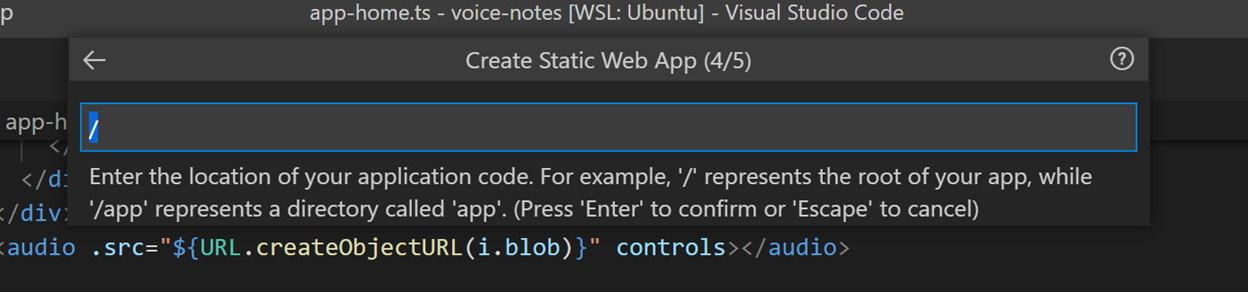 p
app-home.ts - voice-notes [WSL: Ubuntu] - Visual Studio Code
Create Static Web App (4/5)
/
app-h
Enter the location of your application code. For example, '/' represents the root of your app, while
'/app' represents a directory called 'app'. (Press 'Enter' to confirm or 'Escape' to cancel)
</
</di
</div>
<audio .src="${URL.createObjectURL(i.blob)}" controls></audio>